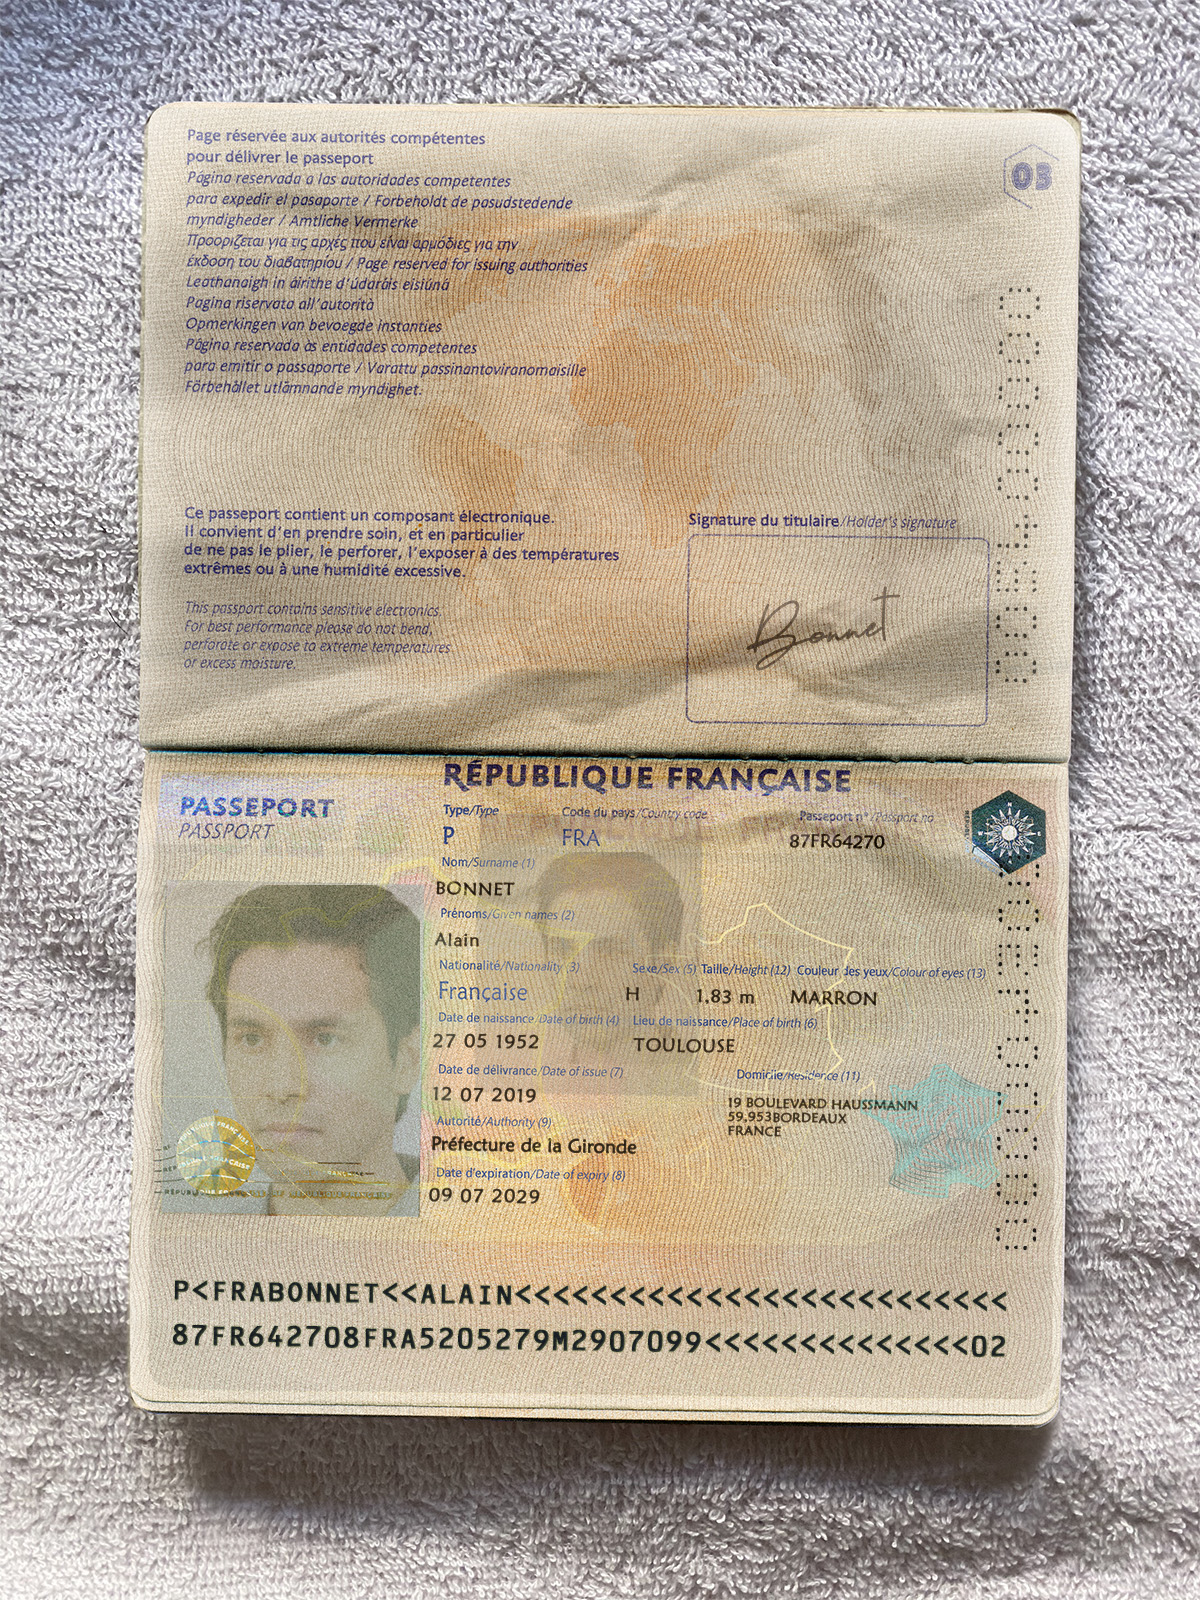 Page réservée aux autorités compétentes
pour délivrer le passeport
03
Pagina reservada a las autoridades competentes
para expedir el pasaporte / Forbeholdt de pasudstedende
myndigheder / Amtliche Vermerke
Προορίζεται για τις αρχές που είναι αρμόδιες για την
έκδοση του διαβατηρίου / Page reserved for issuing authorities
Leathanaigh in áirithe d'údaráis eisiúna
Pagina riservata all'autorità
Opmerkingen van bevoegde instanties
Página reservada às entidades competentes
para emitir o passaporte / Varattu passinantoviranomaisille
Förbehållet utlämnande myndighet.
Ce passeport contient un composant électronique.
Il convient d'en prendre soin, et en particulier
de ne pas le plier, le perforer, l'exposer à des températures
extrêmes ou à une humidité excessive.
This passport contains sensitive electronics.
For best performance please do not bend,
perforate or expose to extreme temperatures
or excess moisture.
Signature du titulaire/Holder's signature
Bonnet
RÉPUBLIQUE FRANÇAISE
PASSEPORT
PASSPORT
Type/Type Code du pays/Country code Passeport n°/Passport no
P FRA 87FR64270
Nom/Surname (1)
BONNET
Prénoms/Given names (2)
Alain
Nationalité/Nationality (3) Sexe/Sex (5) Taille/Height (12) Couleur des yeux/Colour of eyes (13)
Française H 1,83 m MARRON
Date de naissance/Date of birth (4) Lieu de naissance/Place of birth (6)
27 05 1952 TOULOUSE
Date de délivrance/Date of issue (7) Domicile/Residence (11)
12 07 2019
19 BOULEVARD HAUSSMANN
59,953BORDEAUX
FRANCE
Autorité/Authority (9)
Préfecture de la Gironde
Date d'expiration/Date of expiry (8)
09 07 2029
P<FRABONNET<<ALAIN<<<<<<<<<<<<<<<<<<<<<<<<<<
87FR642708FRA5205279M2907099<<<<<<<<<<<<<<02